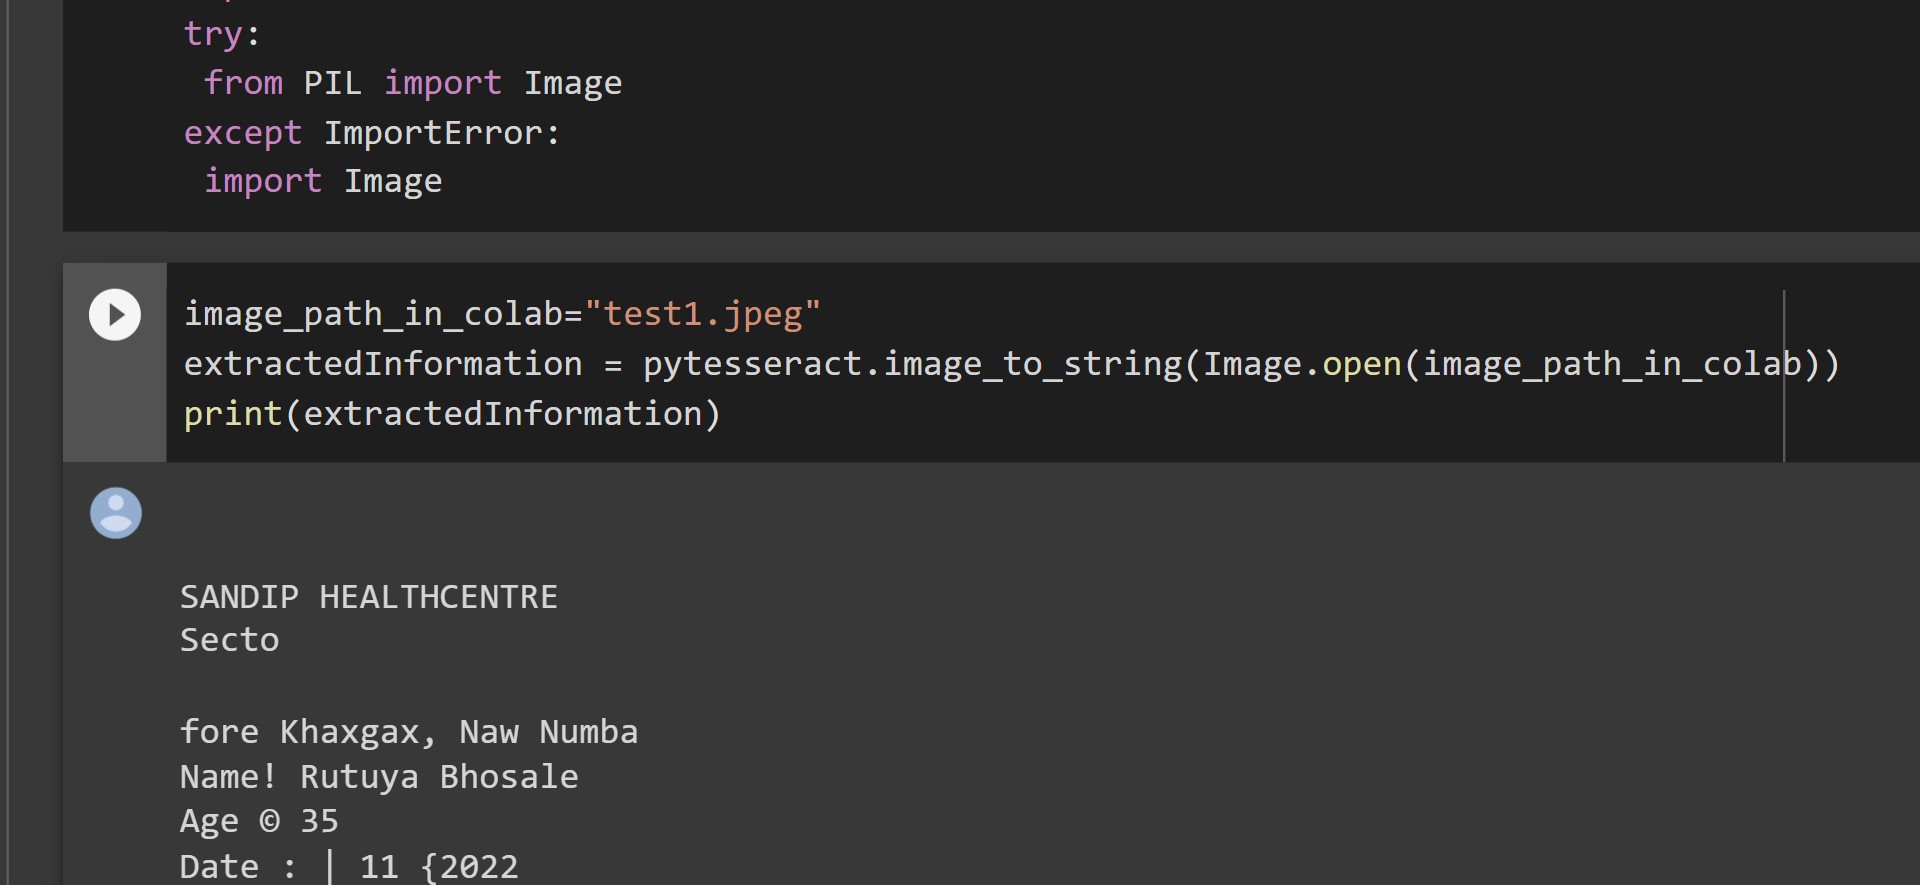 try:
from PIL import Image
except ImportError:
import Image
image_path_in_colab="test1.jpeg"
extractedInformation = pytesseract.image_to_string(Image.open(image_path_in_colab))
print(extractedInformation)
SANDIP HEALTHCENTRE
Secto
fore Khaxgax, Naw Numba
Name! Rutuya Bhosale
Age © 35
Date : | 11 {2022